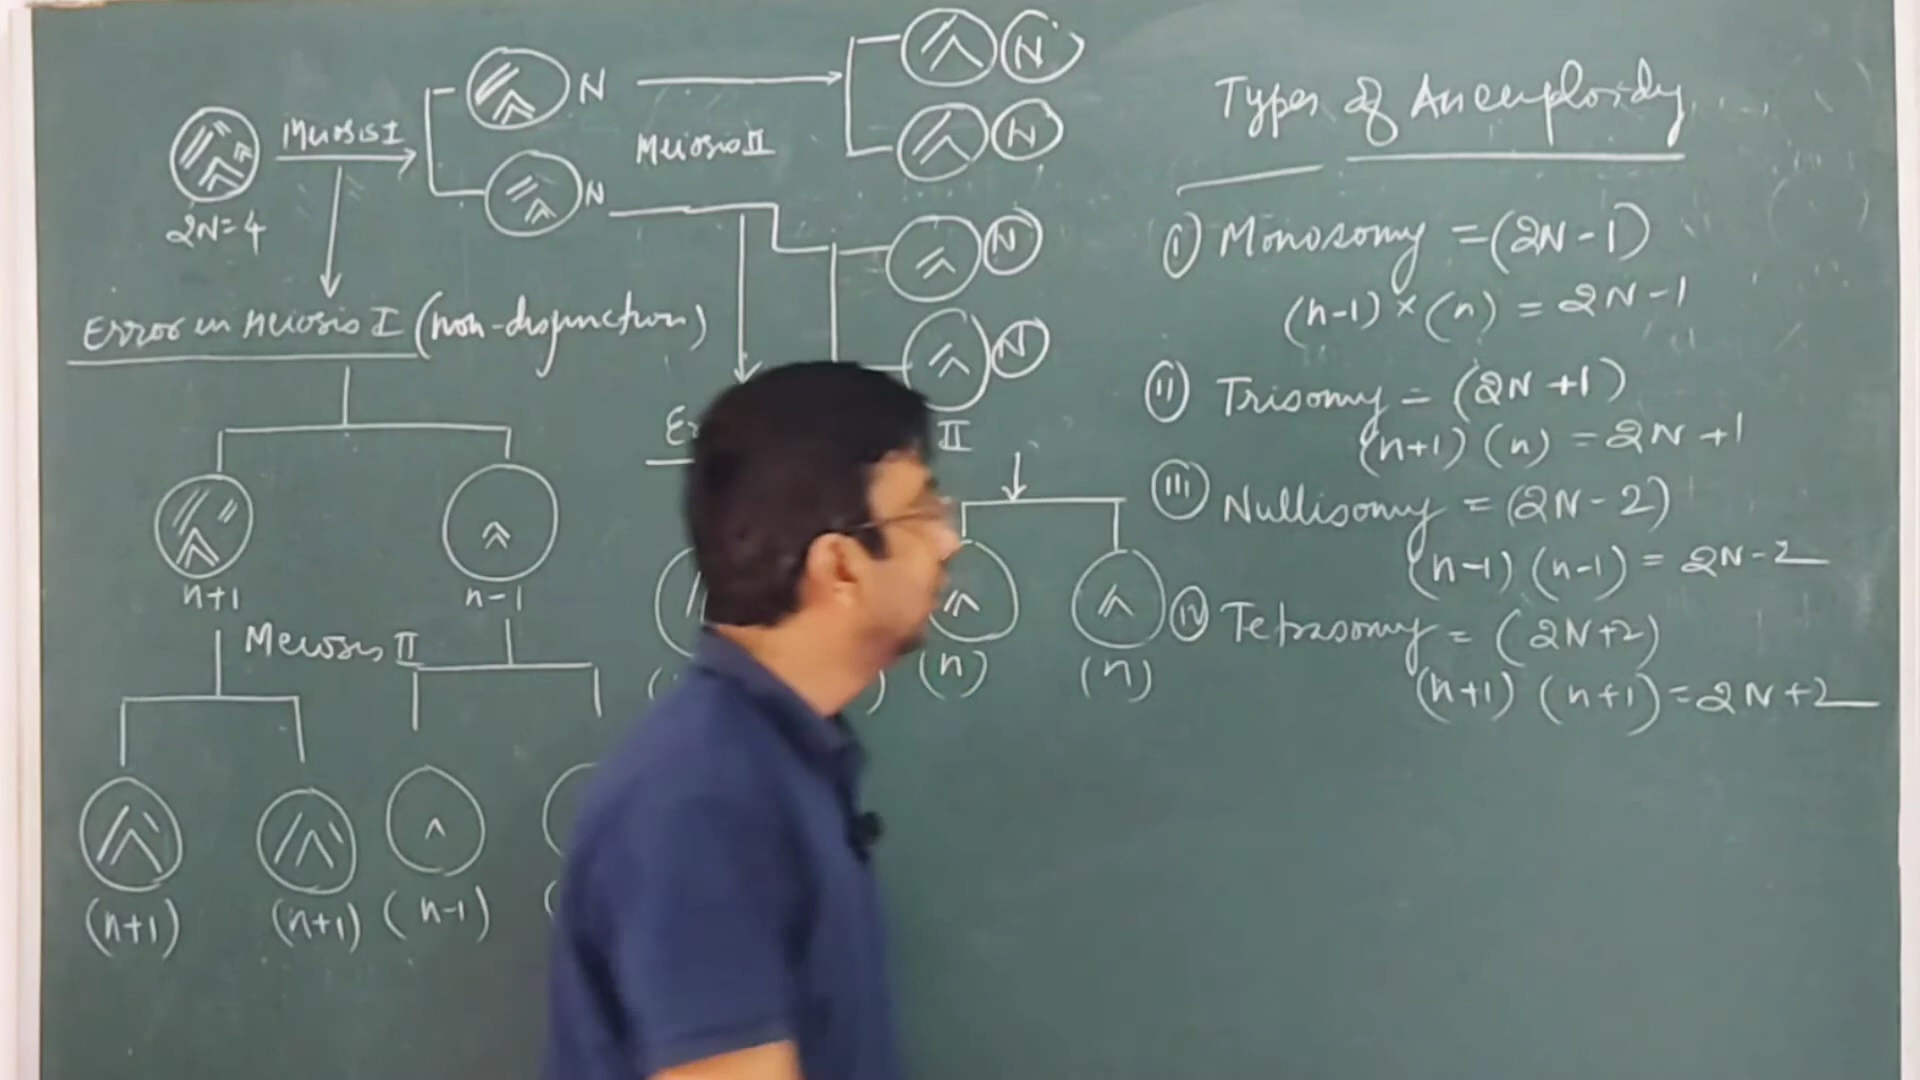 Meiosis I
2N=4
N
N
Meiosis II
N
N
N
N
Error in Meiosis I (non-disjunction)
n+1
n-1
Meiosis II
(n+1)
(n+1)
(n-1)
II
(n)
(n)
Types of Aneuploidy
(i) Monosomy = (2N-1)
(n-1) × (n) = 2N-1
(ii) Trisomy = (2N+1)
(n+1) (n) = 2N+1
(iii) Nullisomy = (2N-2)
(n-1) (n-1) = 2N-2
(iv) Tetrasomy = (2N+2)
(n+1) (n+1) = 2N+2